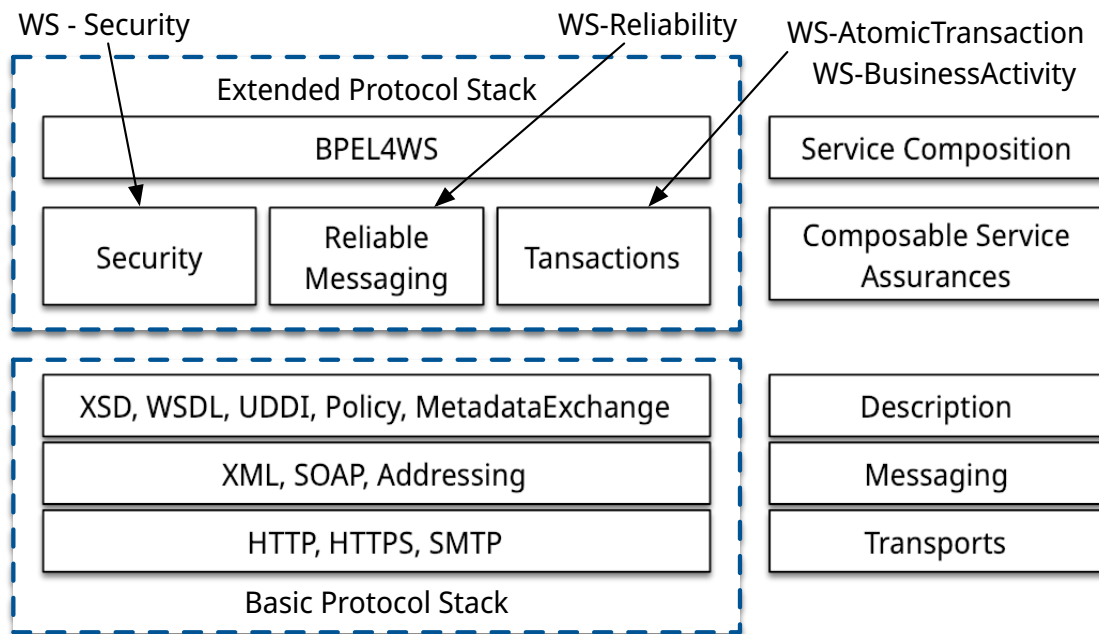 WS - Security
WS-Reliability
WS-AtomicTransaction
WS-BusinessActivity
Extended Protocol Stack
BPEL4WS
Service Composition
Security
Reliable
Messaging
Tansactions
Composable Service
Assurances
XSD, WSDL, UDDI, Policy, MetadataExchange
Description
XML, SOAP, Addressing
Messaging
HTTP, HTTPS, SMTP
Transports
Basic Protocol Stack